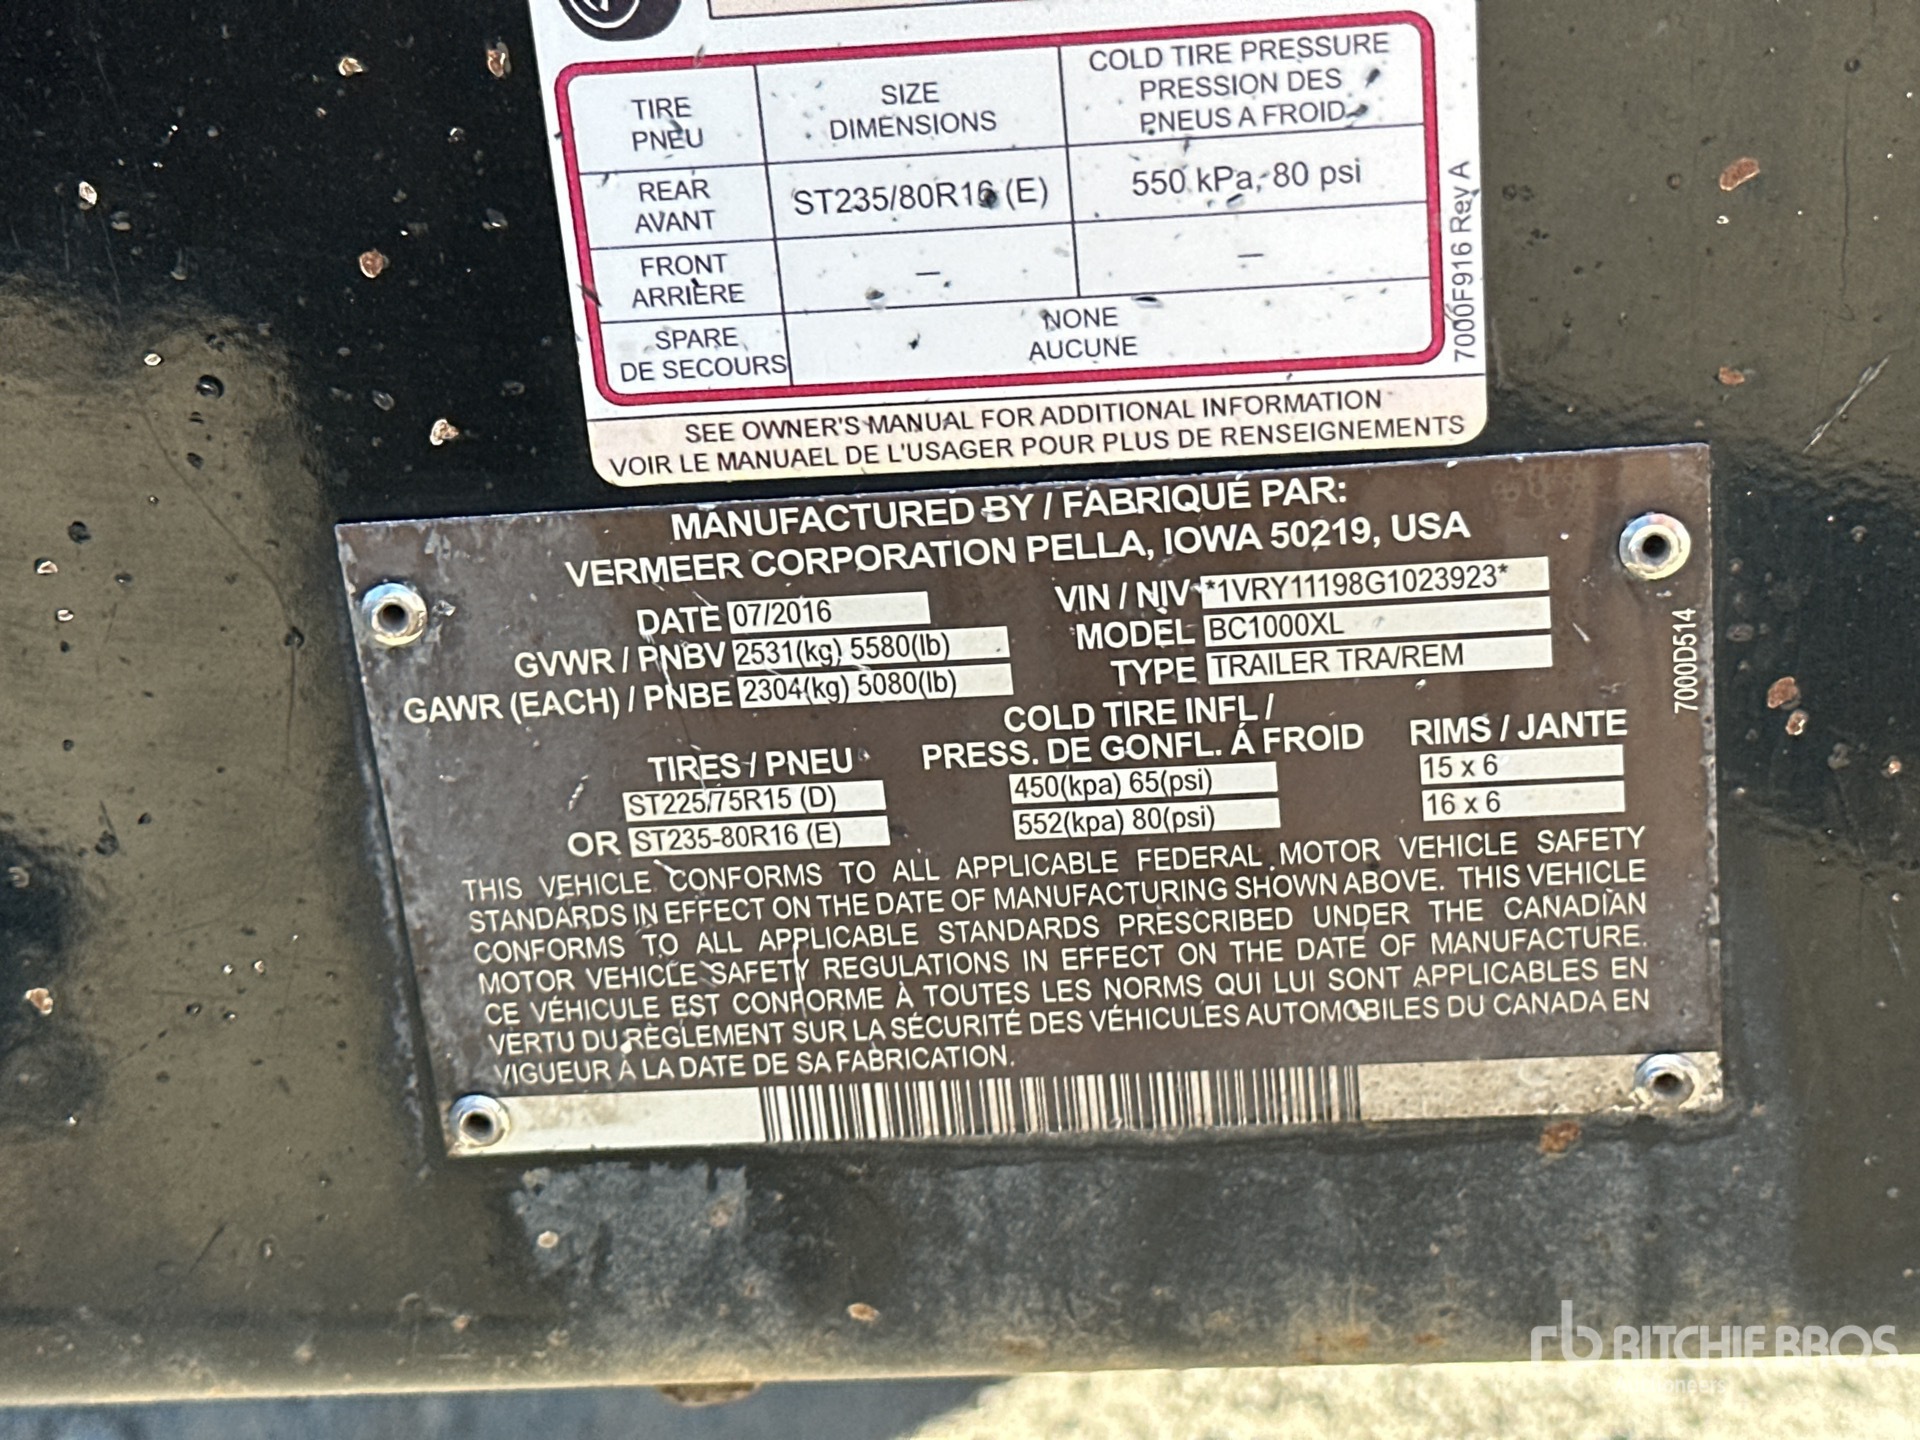 TIRE
PNEU
SIZE
DIMENSIONS
COLD TIRE PRESSURE
PRESSION DES
PNEUS A FROID
REAR
AVANT
ST235/80R16 (E)
550 kPa, 80 psi
FRONT
ARRIÈRE
—
—
SPARE
DE SECOURS
NONE
AUCUNE
7000F916 Rev A
SEE OWNER'S MANUAL FOR ADDITIONAL INFORMATION
VOIR LE MANUAEL DE L'USAGER POUR PLUS DE RENSEIGNEMENTS
MANUFACTURED BY / FABRIQUÉ PAR:
VERMEER CORPORATION PELLA, IOWA 50219, USA
DATE 07/2016
VIN / NIV *1VRY11198G1023923*
GVWR / PNBV 2531(kg) 5580(lb)
MODEL BC1000XL
GAWR (EACH) / PNBE 2304(kg) 5080(lb)
TYPE TRAILER TRA/REM
7000D514
TIRES / PNEU
COLD TIRE INFL /
PRESS. DE GONFL. Á FROID
RIMS / JANTE
ST225/75R15 (D)
450(kpa) 65(psi)
15 x 6
OR ST235-80R16 (E)
552(kpa) 80(psi)
16 x 6
THIS VEHICLE CONFORMS TO ALL APPLICABLE FEDERAL MOTOR VEHICLE SAFETY
STANDARDS IN EFFECT ON THE DATE OF MANUFACTURING SHOWN ABOVE. THIS VEHICLE
CONFORMS TO ALL APPLICABLE STANDARDS PRESCRIBED UNDER THE CANADIAN
MOTOR VEHICLE SAFETY REGULATIONS IN EFFECT ON THE DATE OF MANUFACTURE.
CE VÉHICULE EST CONFORME À TOUTES LES NORMS QUI LUI SONT APPLICABLES EN
VERTU DU RÈGLEMENT SUR LA SÉCURITÉ DES VÉHICULES AUTOMOBILES DU CANADA EN
VIGUEUR À LA DATE DE SA FABRICATION.
rb RITCHIE BROS